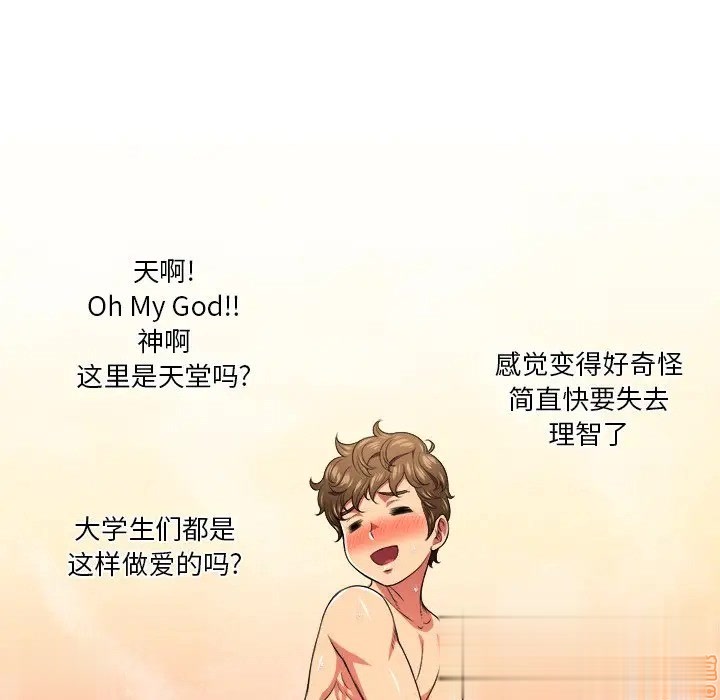 天啊!
Oh My God!!
神啊
这里是天堂吗?
感觉变得好奇怪
简直快要失去
理智了
大学生们都是
这样做爱的吗?